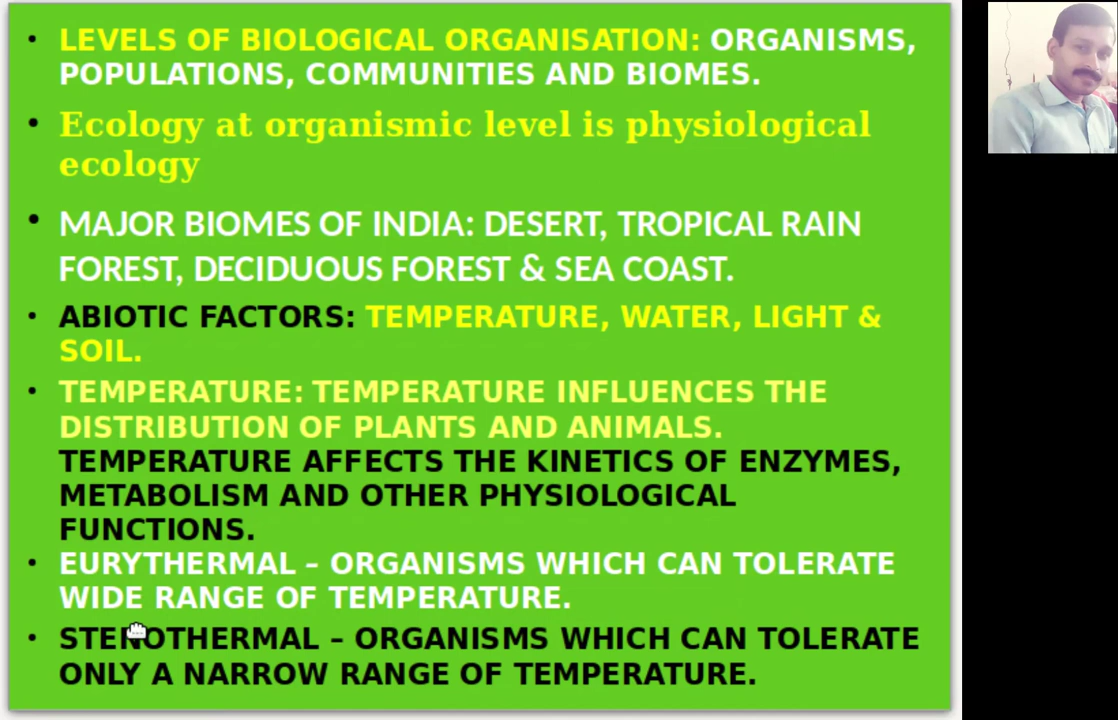 • LEVELS OF BIOLOGICAL ORGANISATION: ORGANISMS,
POPULATIONS, COMMUNITIES AND BIOMES.
• Ecology at organismic level is physiological
ecology
• MAJOR BIOMES OF INDIA: DESERT, TROPICAL RAIN
FOREST, DECIDUOUS FOREST & SEA COAST.
• ABIOTIC FACTORS: TEMPERATURE, WATER, LIGHT &
SOIL.
• TEMPERATURE: TEMPERATURE INFLUENCES THE
DISTRIBUTION OF PLANTS AND ANIMALS.
TEMPERATURE AFFECTS THE KINETICS OF ENZYMES,
METABOLISM AND OTHER PHYSIOLOGICAL
FUNCTIONS.
• EURYTHERMAL – ORGANISMS WHICH CAN TOLERATE
WIDE RANGE OF TEMPERATURE.
• STENOTHERMAL – ORGANISMS WHICH CAN TOLERATE
ONLY A NARROW RANGE OF TEMPERATURE.